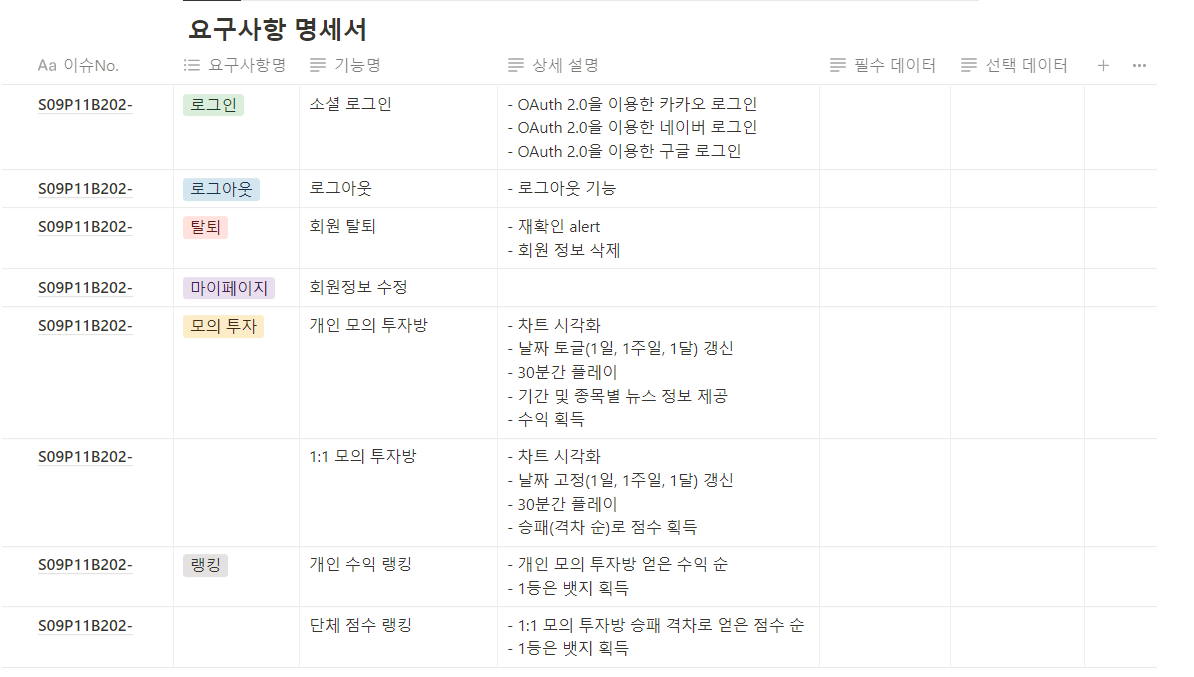 요구사항 명세서
Aa 이슈No. 요구사항명 기능명 상세 설명 필수 데이터 선택 데이터 + ...
S09P11B202- 로그인 소셜 로그인 - OAuth 2.0을 이용한 카카오 로그인
- OAuth 2.0을 이용한 네이버 로그인
- OAuth 2.0을 이용한 구글 로그인
S09P11B202- 로그아웃 로그아웃 - 로그아웃 기능
S09P11B202- 탈퇴 회원 탈퇴 - 재확인 alert
- 회원 정보 삭제
S09P11B202- 마이페이지 회원정보 수정
S09P11B202- 모의 투자 개인 모의 투자방 - 차트 시각화
- 날짜 토글(1일, 1주일, 1달) 갱신
- 30분간 플레이
- 기간 및 종목별 뉴스 정보 제공
- 수익 획득
S09P11B202- 1:1 모의 투자방 - 차트 시각화
- 날짜 고정(1일, 1주일, 1달) 갱신
- 30분간 플레이
- 승패(격차 순)로 점수 획득
S09P11B202- 랭킹 개인 수익 랭킹 - 개인 모의 투자방 얻은 수익 순
- 1등은 뱃지 획득
S09P11B202- 단체 점수 랭킹 - 1:1 모의 투자방 승패 격차로 얻은 점수 순
- 1등은 뱃지 획득